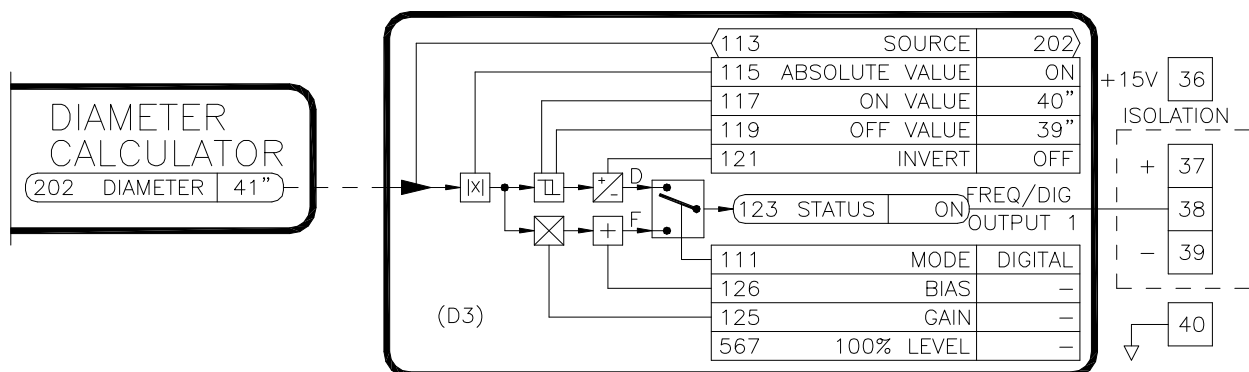 DIAMETER
CALCULATOR
202 DIAMETER 41”
113 SOURCE 202
115 ABSOLUTE VALUE ON
117 ON VALUE 40”
119 OFF VALUE 39”
121 INVERT OFF
|X|
+
−
D
F
+
123 STATUS ON
FREQ/DIG
OUTPUT 1
111 MODE DIGITAL
126 BIAS −
125 GAIN −
567 100% LEVEL −
(D3)
+15V 36
ISOLATION
+ 37
38
− 39
40